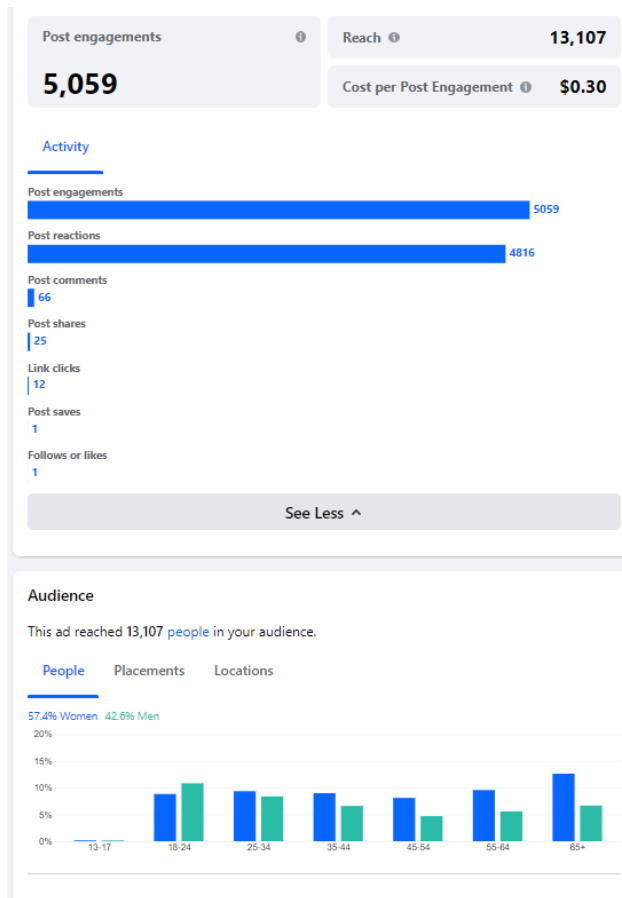 Post engagements
5,059
Reach 13,107
Cost per Post Engagement $0.30
Activity
Post engagements
5059
Post reactions
4816
Post comments
66
Post shares
25
Link clicks
12
Post saves
1
Follows or likes
1
See Less
Audience
This ad reached 13,107 people in your audience.
People Placements Locations
57.4% Women 42.6% Men
20%
15%
10%
5%
0%
13-17 18-24 25-34 35-44 45-54 55-64 65+